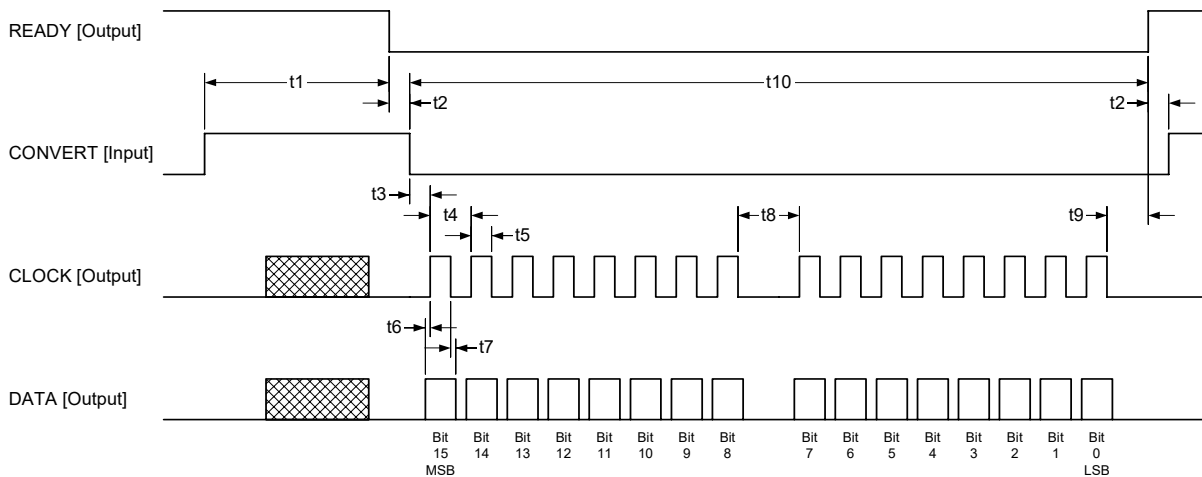 READY [Output]
t1
t10
t2
t2
CONVERT [Input]
t3
t4
t8
t9
t5
CLOCK [Output]
t6
t7
DATA [Output]
Bit Bit Bit Bit Bit Bit Bit Bit Bit Bit Bit Bit Bit Bit Bit Bit
15 14 13 12 11 10 9 8 7 6 5 4 3 2 1 0
MSB LSB